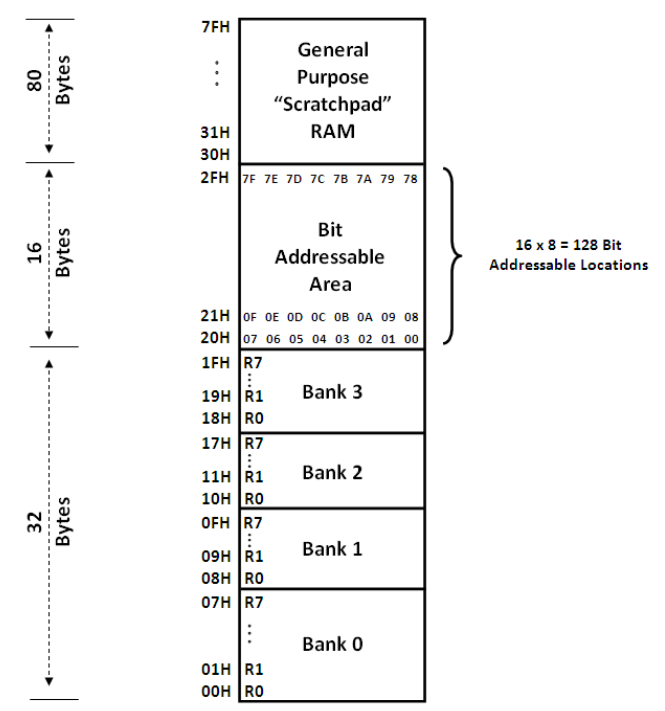 7FH
General
Purpose
“Scratchpad”
RAM
80
Bytes
31H
30H
2FH 7F 7E 7D 7C 7B 7A 79 78
Bit
Addressable
Area
16
Bytes
16 x 8 = 128 Bit
Addressable Locations
21H 0F 0E 0D 0C 0B 0A 09 08
20H 07 06 05 04 03 02 01 00
1FH R7
Bank 3
19H R1
18H R0
17H R7
Bank 2
11H R1
10H R0
32
Bytes
0FH R7
Bank 1
09H R1
08H R0
07H R7
Bank 0
01H R1
00H R0